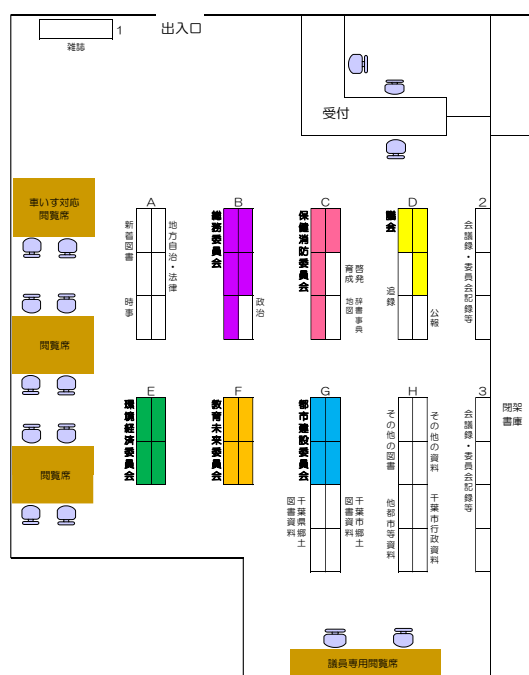 出入口
1
雑誌
受付
車いす対応
閲覧席
閲覧席
閲覧席
A
新着図書
地方自治・法律
時事
B
総務委員会
政治
C
保健消防委員会
啓発
育成
辞書事典
地図
D
議会
追録
公報
2
会議録・委員会記録等
E
環境経済委員会
F
教育未来委員会
G
都市建設委員会
千葉県郷土
図書資料
千葉市郷土
図書資料
H
その他の図書
その他の資料
他都市等資料
千葉市行政資料
3
会議録・委員会記録等
閉架
書庫
議員専用閲覧席